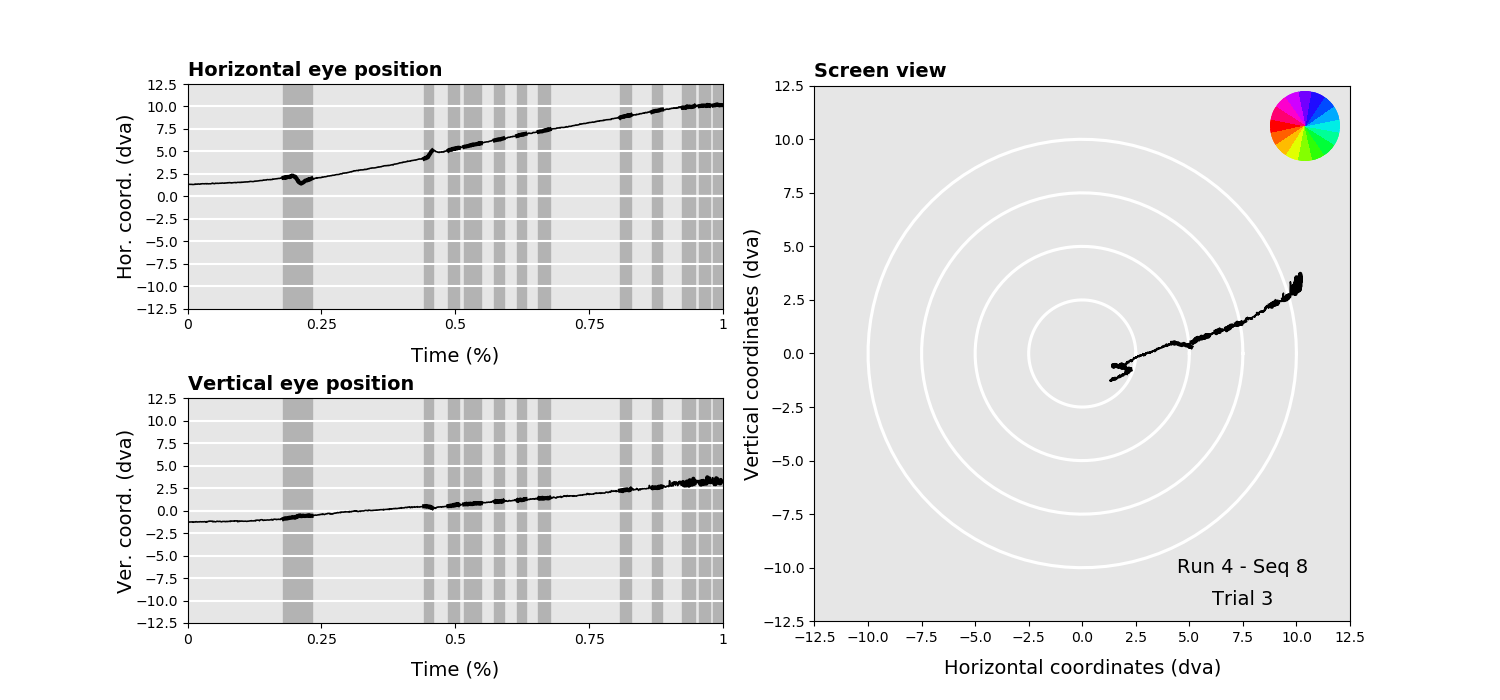 Horizontal eye position
Hor. coord. (dva)
12.5
10.0
7.5
5.0
2.5
0.0
−2.5
−5.0
−7.5
−10.0
−12.5
0 0.25 0.5 0.75 1
Time (%)
Vertical eye position
Ver. coord. (dva)
12.5
10.0
7.5
5.0
2.5
0.0
−2.5
−5.0
−7.5
−10.0
−12.5
0 0.25 0.5 0.75 1
Time (%)
Screen view
Vertical coordinates (dva)
12.5
10.0
7.5
5.0
2.5
0.0
−2.5
−5.0
−7.5
−10.0
−12.5
Run 4 - Seq 8
Trial 3
−12.5 −10.0 −7.5 −5.0 −2.5 0.0 2.5 5.0 7.5 10.0 12.5
Horizontal coordinates (dva)